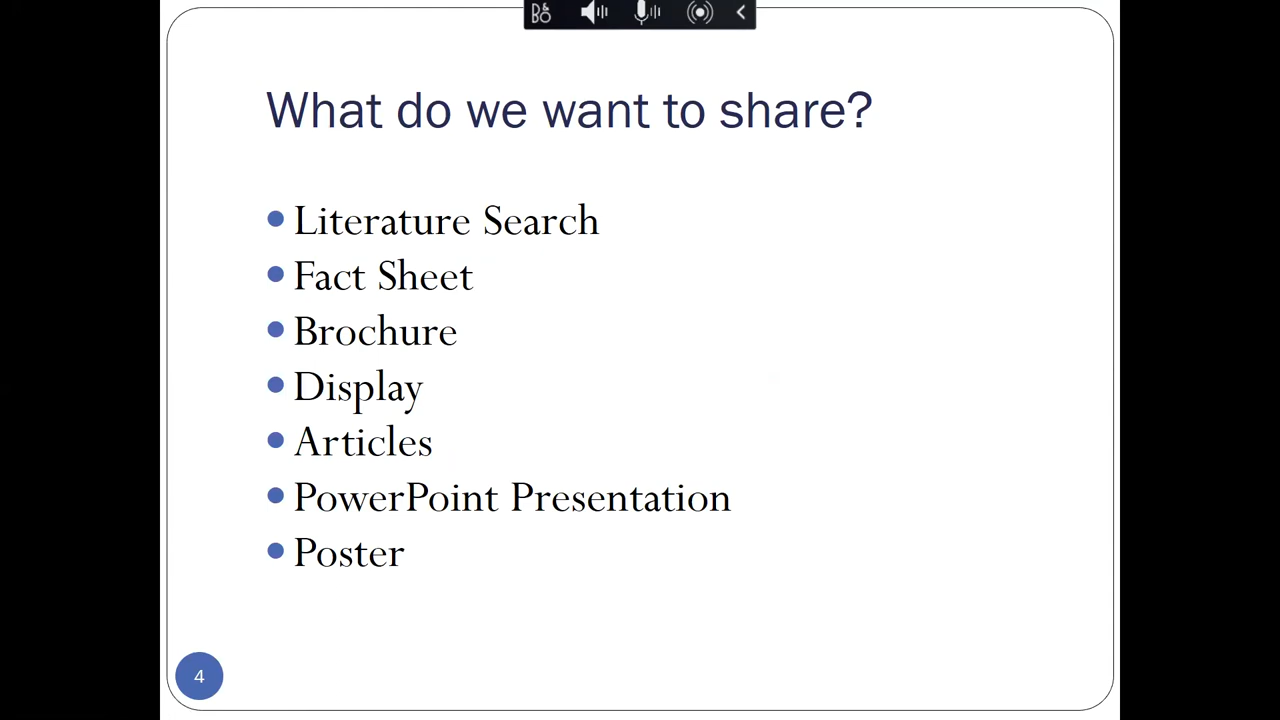 B&O
What do we want to share?
Literature Search
Fact Sheet
Brochure
Display
Articles
PowerPoint Presentation
Poster
4